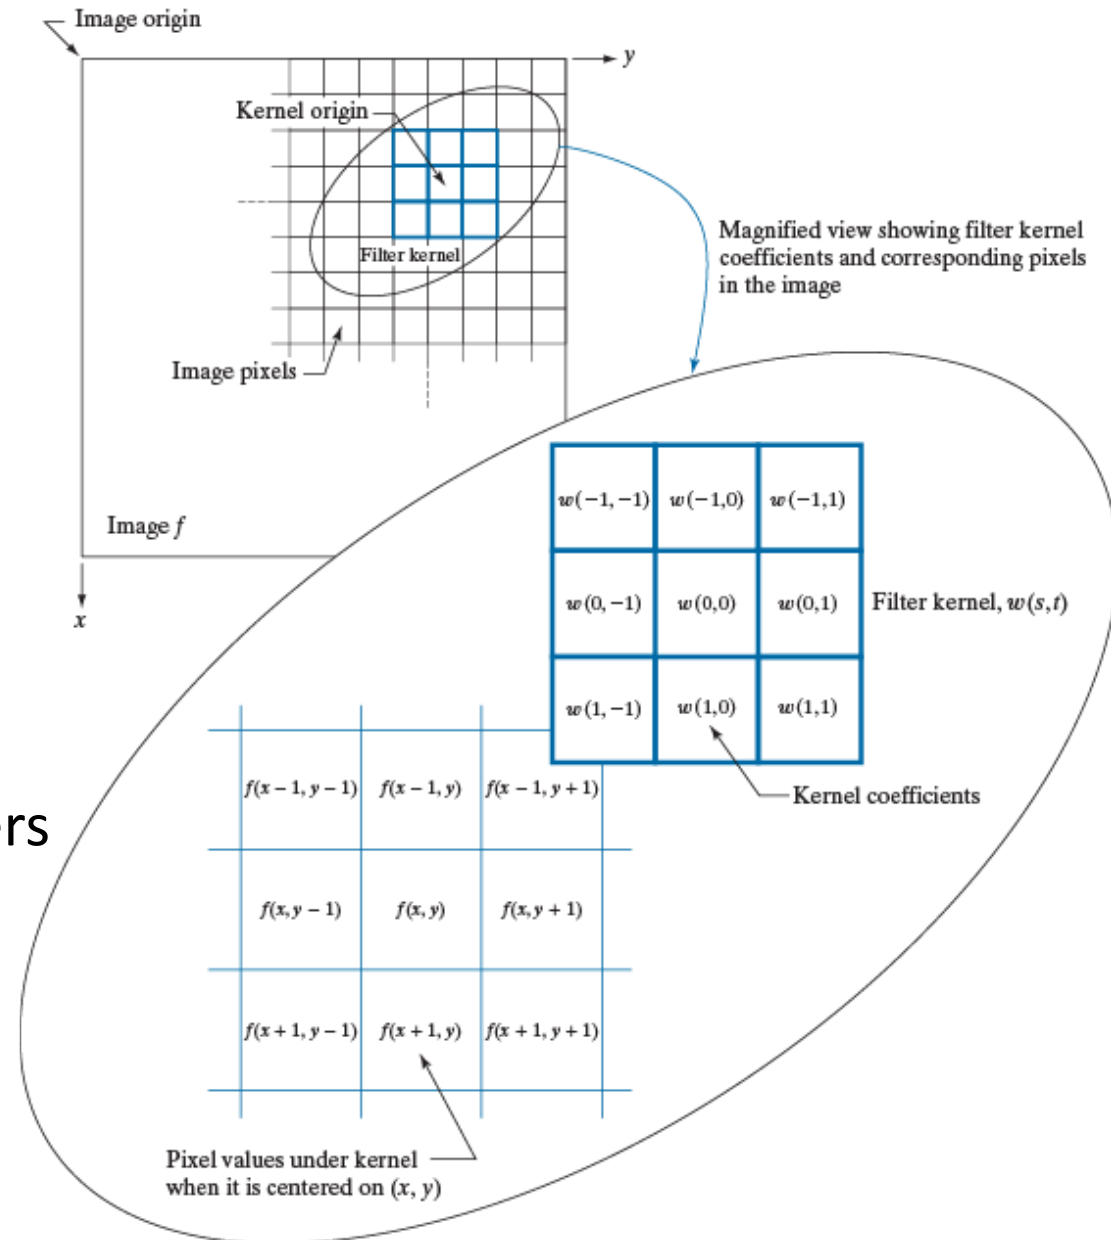 Image origin
y
Kernel origin
Filter kernel
Magnified view showing filter kernel
coefficients and corresponding pixels
in the image
Image pixels
Image f
x
w(−1,−1) w(−1,0) w(−1,1)
w(0,−1) w(0,0) w(0,1)
Filter kernel, w(s,t)
w(1,−1) w(1,0) w(1,1)
Kernel coefficients
f(x − 1, y − 1) f(x − 1, y) f(x − 1, y + 1)
ers
f(x, y − 1) f(x, y) f(x, y + 1)
f(x + 1, y − 1) f(x + 1, y) f(x + 1, y + 1)
Pixel values under kernel
when it is centered on (x, y)